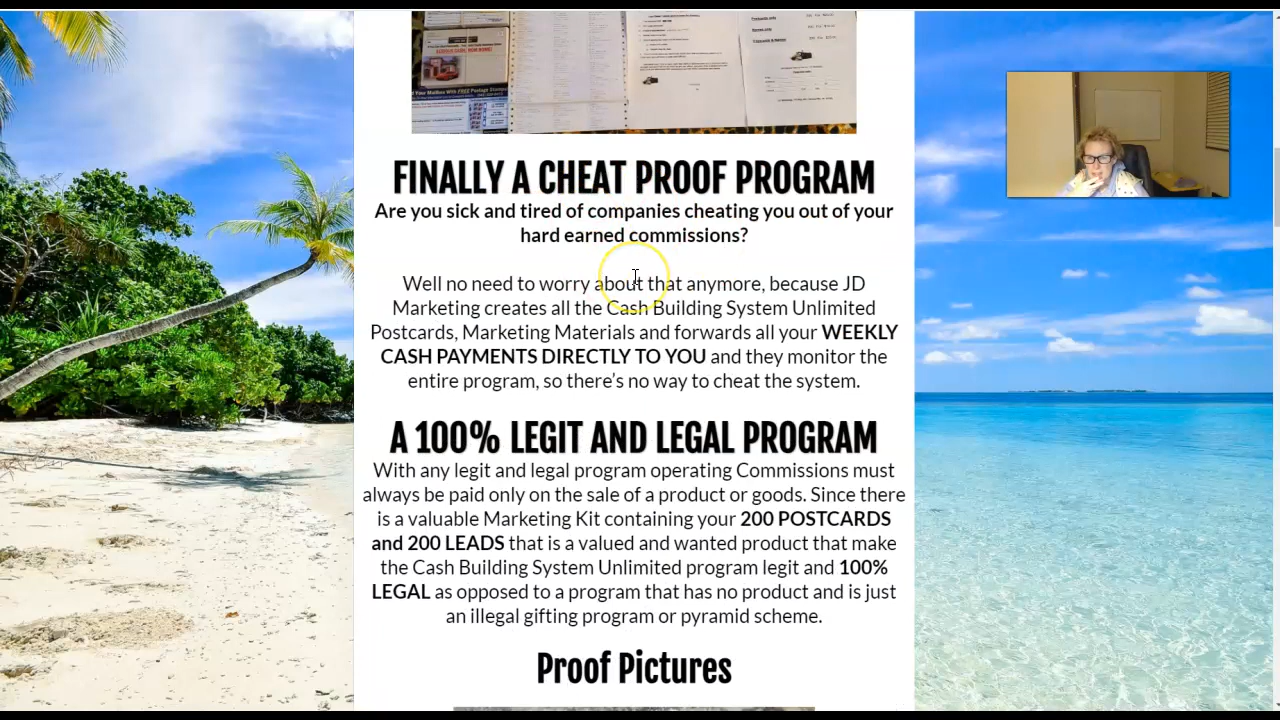 FINALLY A CHEAT PROOF PROGRAM
Are you sick and tired of companies cheating you out of your
hard earned commissions?
Well no need to worry about that anymore, because JD
Marketing creates all the Cash Building System Unlimited
Postcards, Marketing Materials and forwards all your WEEKLY
CASH PAYMENTS DIRECTLY TO YOU and they monitor the
entire program, so there's no way to cheat the system.
A 100% LEGIT AND LEGAL PROGRAM
With any legit and legal program operating Commissions must
always be paid only on the sale of a product or goods. Since there
is a valuable Marketing Kit containing your 200 POSTCARDS
and 200 LEADS that is a valued and wanted product that make
the Cash Building System Unlimited program legit and 100%
LEGAL as opposed to a program that has no product and is just
an illegal gifting program or pyramid scheme.
Proof Pictures